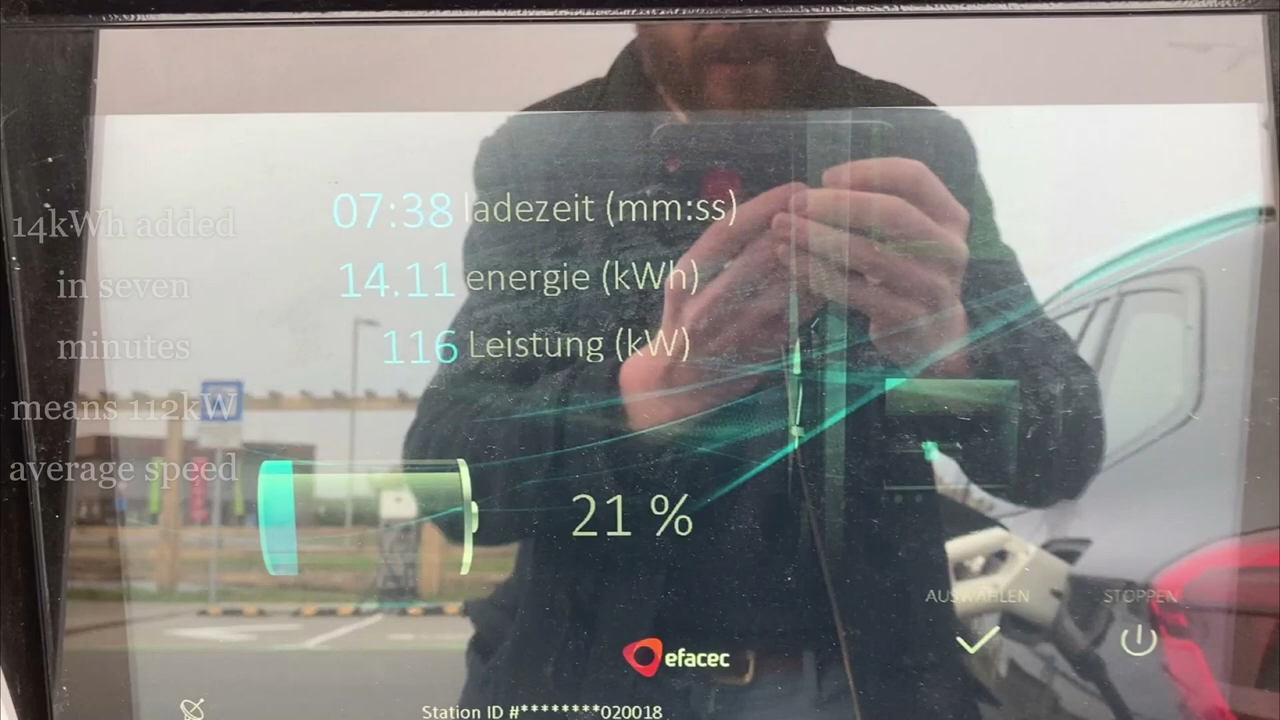 07:38 ladezeit (mm:ss)
14.11 energie (kWh)
116 Leistung (kW)
14kWh added
in seven
minutes
means 112kW
average speed
21 %
AUSWÄHLEN
STOPPEN
efacec
Station ID #********020018